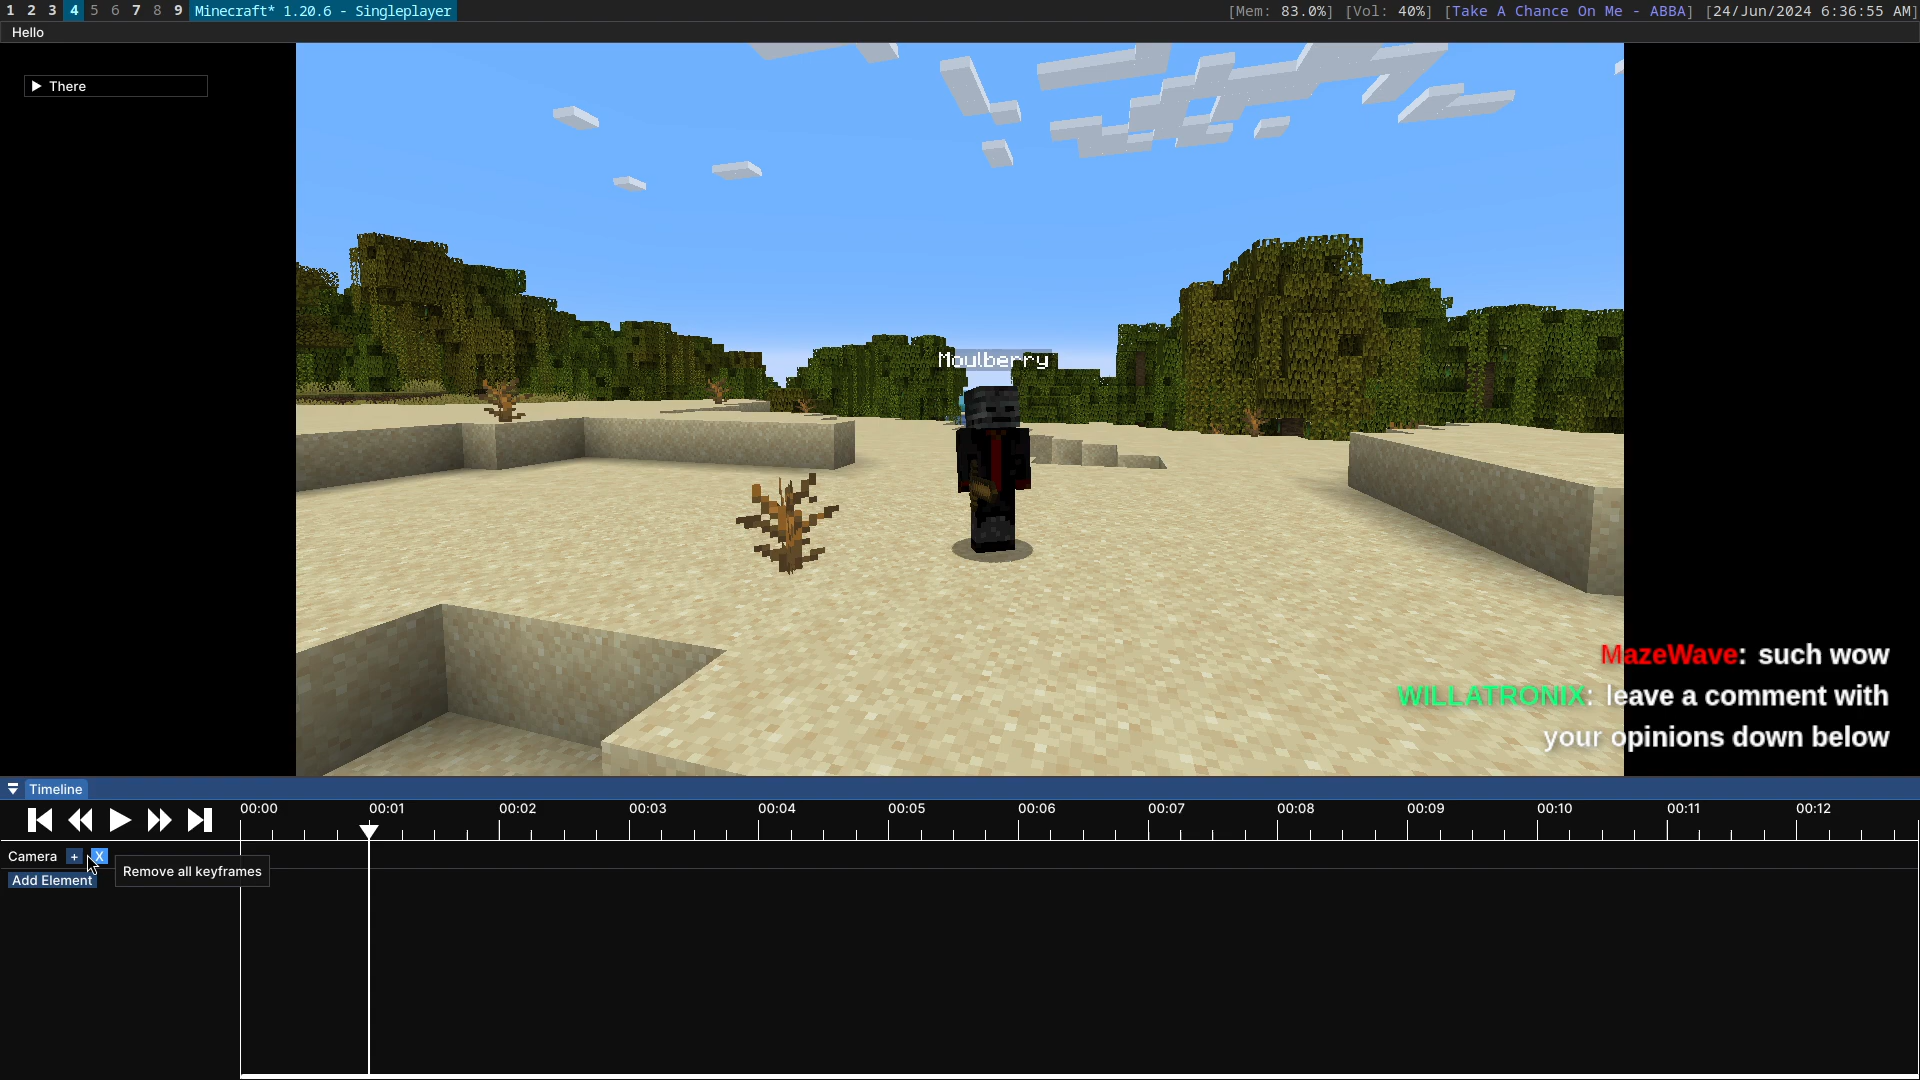 1 2 3 4 5 6 7 8 9 Minecraft* 1.20.6 - Singleplayer [Mem: 83.0%] [Vol: 40%] [Take A Chance On Me - ABBA] [24/Jun/2024 6:36:55 AM]
Hello
There
Moulberry
MazeWave: such wow
WILLATRONIX: leave a comment with
your opinions down below
Timeline
00:00 00:01 00:02 00:03 00:04 00:05 00:06 00:07 00:08 00:09 00:10 00:11 00:12
Camera + X
Remove all keyframes
Add Element